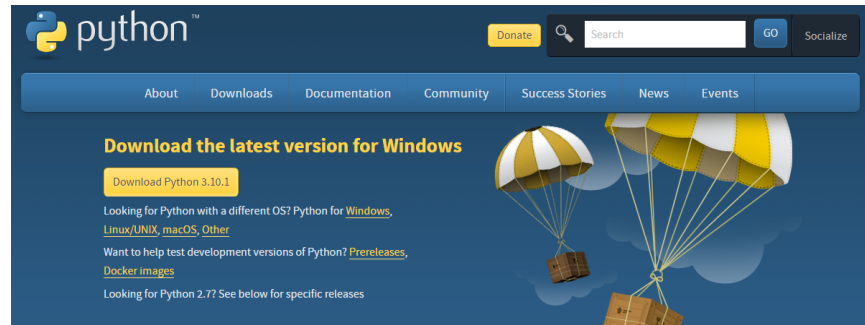 python™
Donate
Search
GO
Socialize
About Downloads Documentation Community Success Stories News Events
Download the latest version for Windows
Download Python 3.10.1
Looking for Python with a different OS? Python for Windows,
Linux/UNIX, macOS, Other
Want to help test development versions of Python? Prereleases,
Docker images
Looking for Python 2.7? See below for specific releases